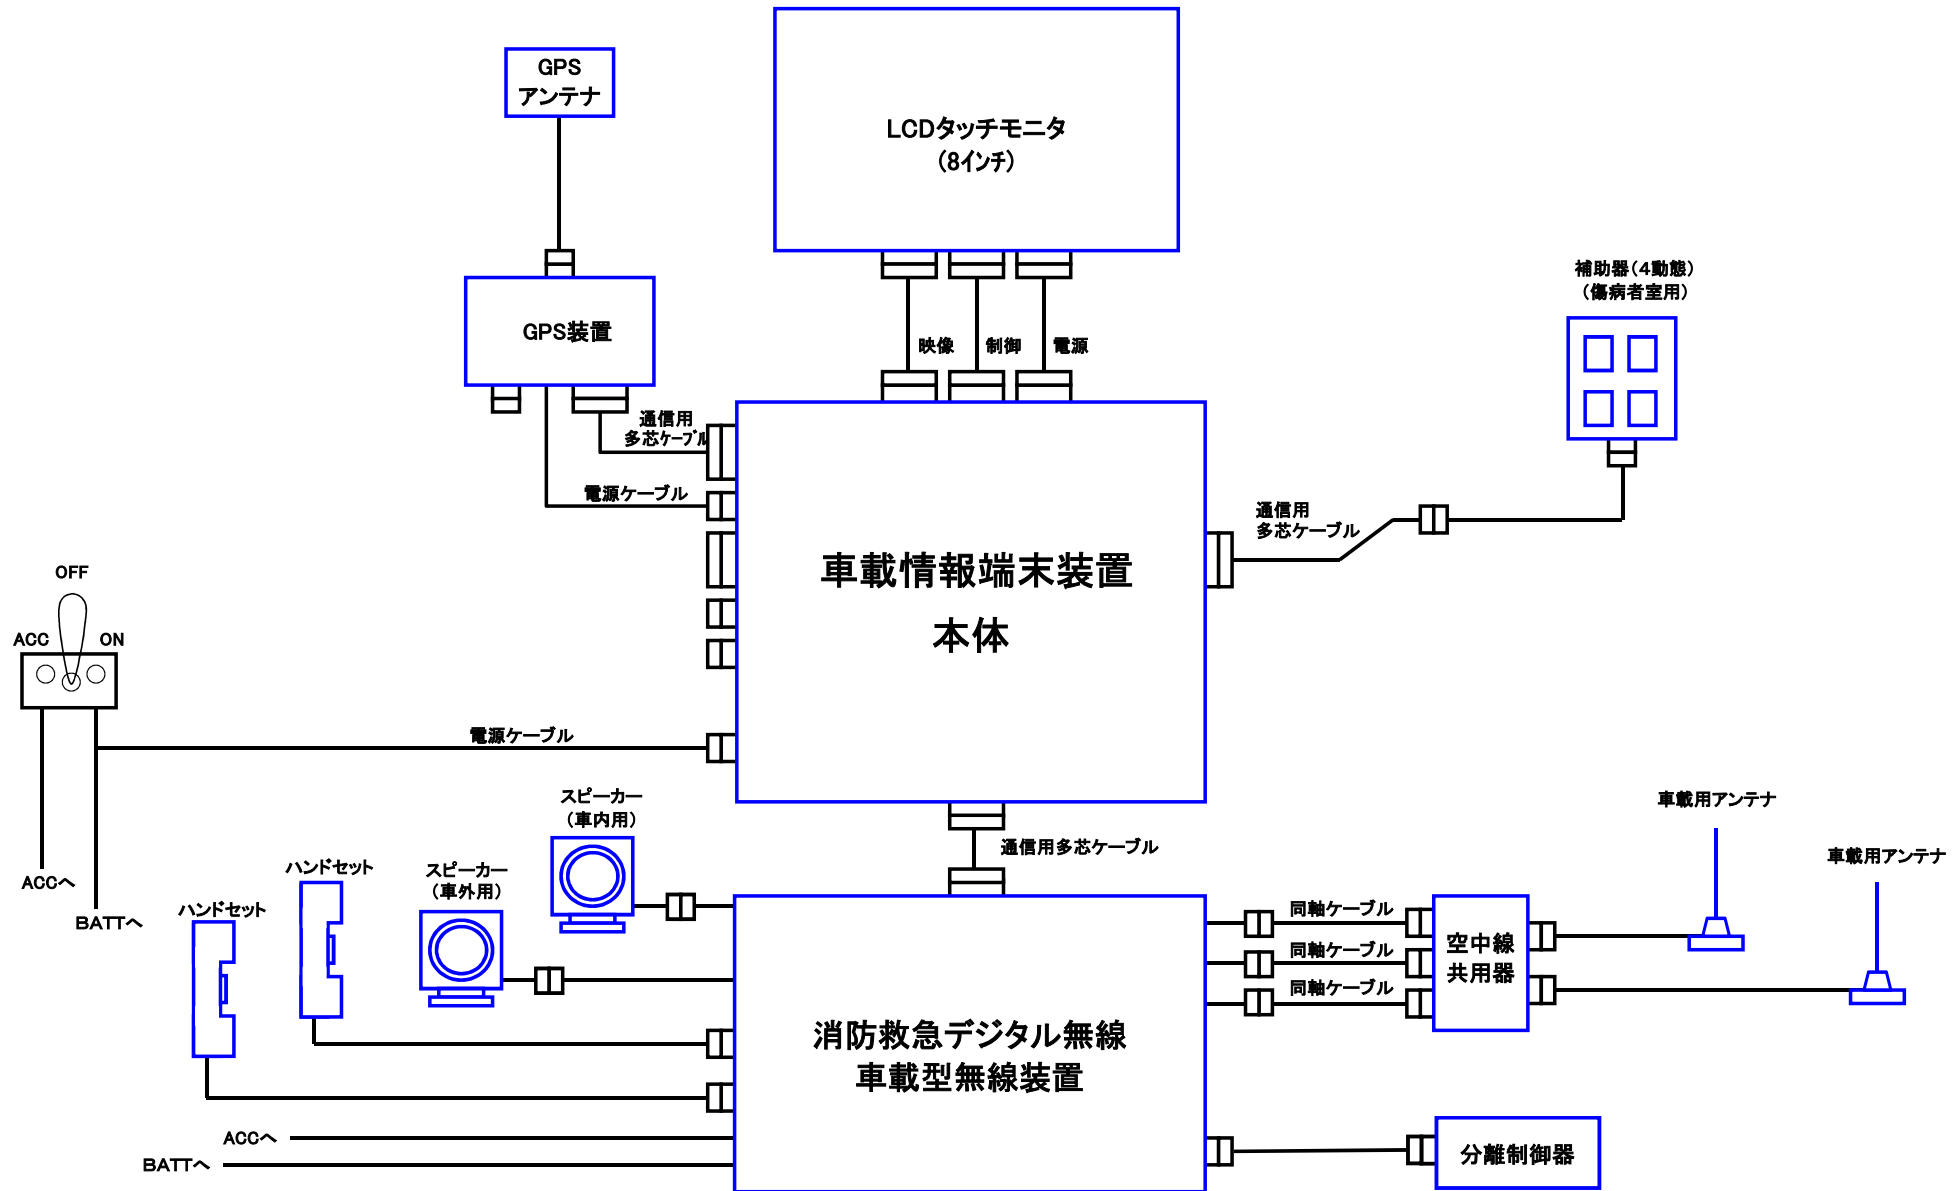 GPS
アンテナ
LCDタッチモニタ
(8インチ)
補助器(4動態)
(傷病者室用)
GPS装置
映像
制御
電源
通信用
多芯ケーブル
電源ケーブル
通信用
多芯ケーブル
車載情報端末装置
本体
OFF
ACC
ON
電源ケーブル
ACCへ
BATTへ
スピーカー
(車内用)
通信用多芯ケーブル
車載用アンテナ
車載用アンテナ
ハンドセット
スピーカー
(車外用)
ハンドセット
同軸ケーブル
同軸ケーブル
同軸ケーブル
空中線
共用器
消防救急デジタル無線
車載型無線装置
ACCへ
BATTへ
分離制御器